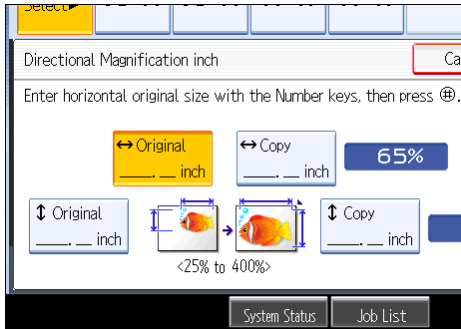 Select►
Directional Magnification inch
Ca
Enter horizontal original size with the Number keys, then press ⊕.
↔ Original
___. __ inch
↔ Copy
___. __ inch
65%
↕ Original
___. __ inch
↕ Copy
___. __ inch
<25% to 400%>
System Status
Job List